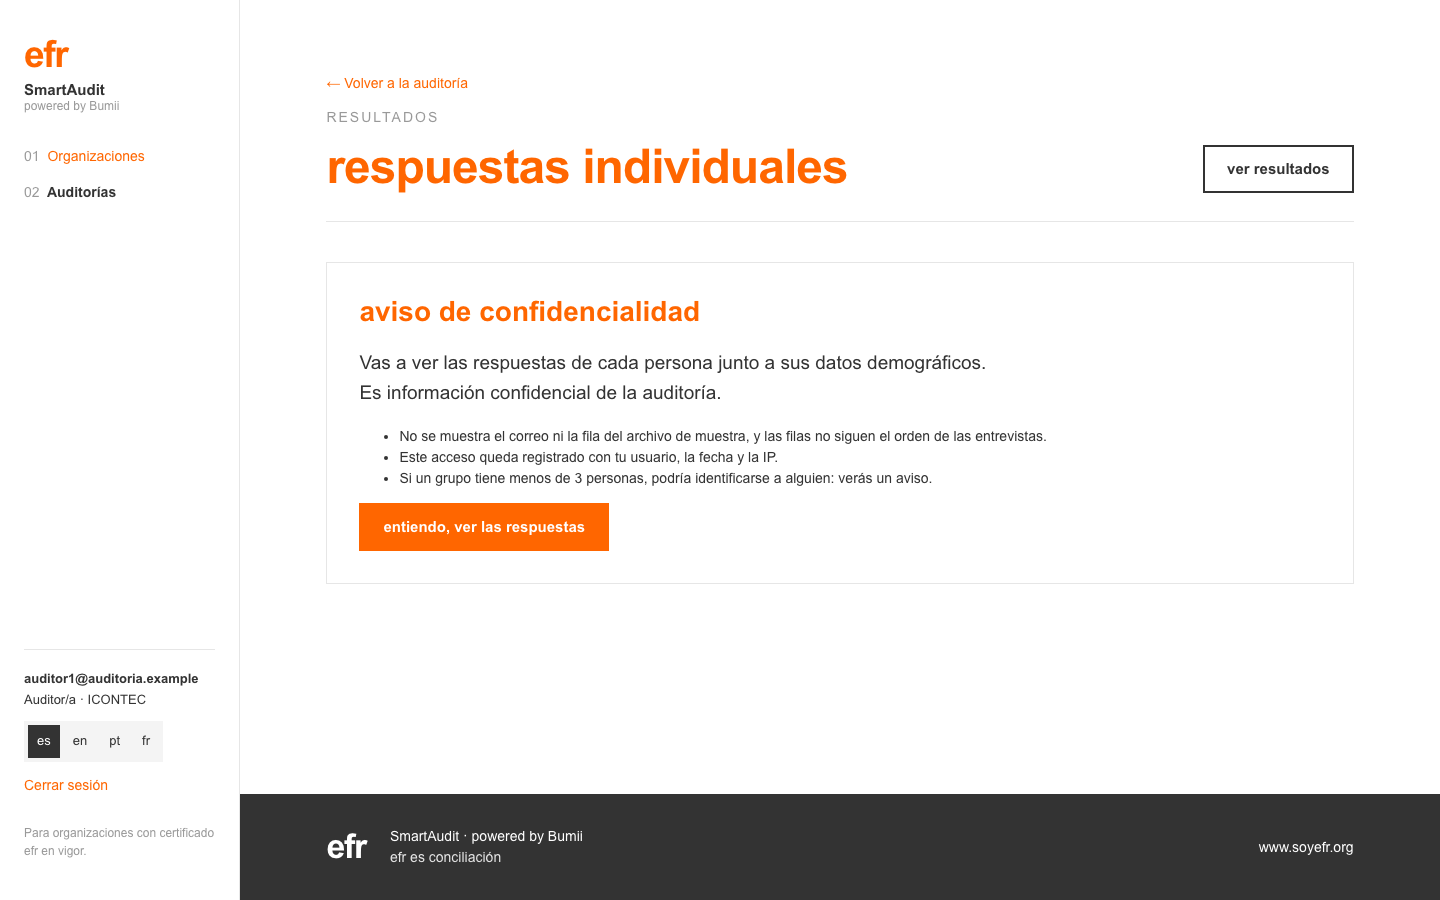 efr
SmartAudit
powered by Bumii
01 Organizaciones
02 Auditorías
auditor1@auditoria.example
Auditor/a · ICONTEC
es en pt fr
Cerrar sesión
Para organizaciones con certificado
efr en vigor.
← Volver a la auditoría
RESULTADOS
respuestas individuales
ver resultados
aviso de confidencialidad
Vas a ver las respuestas de cada persona junto a sus datos demográficos.
Es información confidencial de la auditoría.
• No se muestra el correo ni la fila del archivo de muestra, y las filas no siguen el orden de las entrevistas.
• Este acceso queda registrado con tu usuario, la fecha y la IP.
• Si un grupo tiene menos de 3 personas, podría identificarse a alguien: verás un aviso.
entiendo, ver las respuestas
efr
SmartAudit · powered by Bumii
efr es conciliación
www.soyefr.org